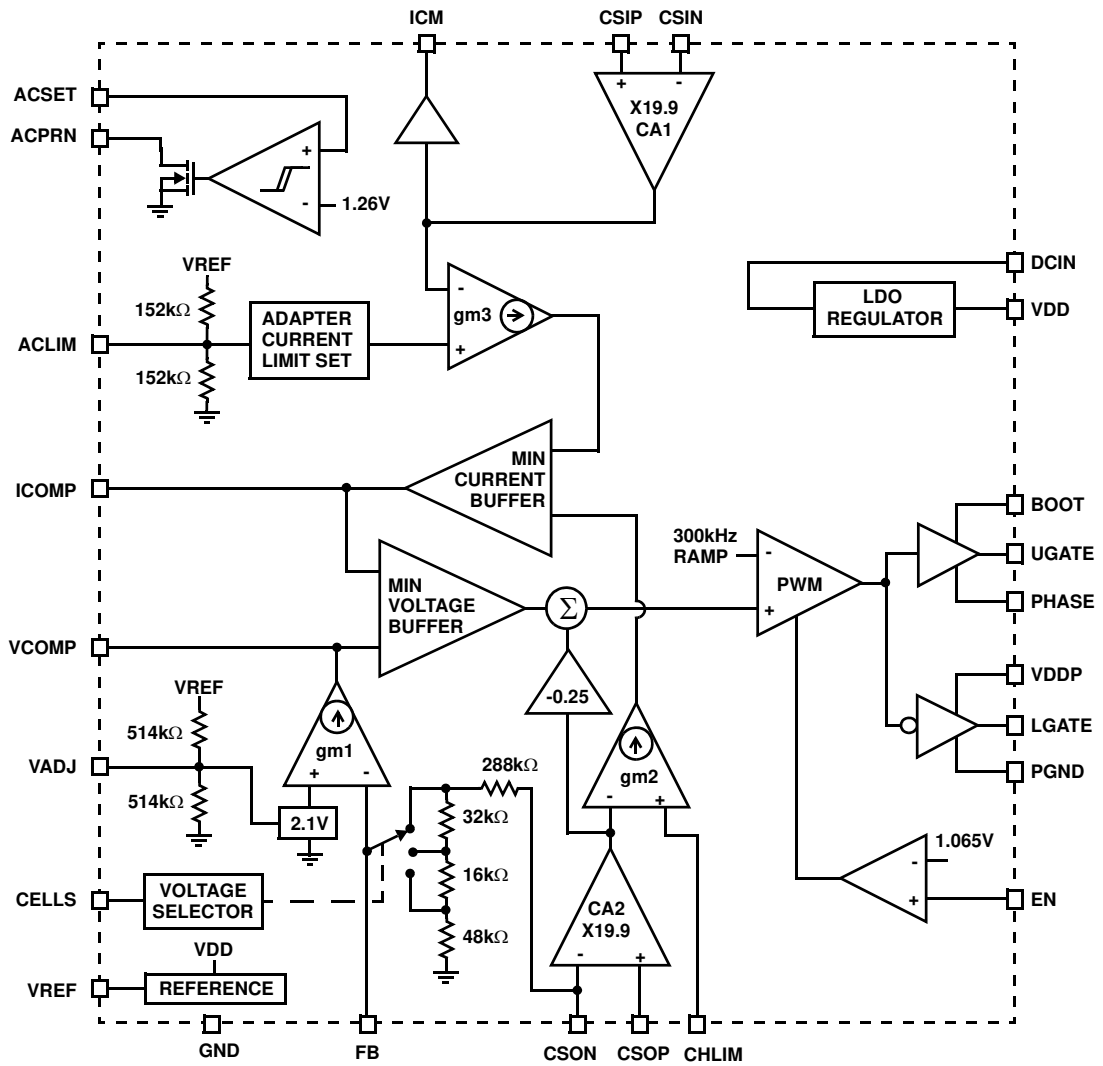 ICM
CSIP
CSIN
ACSET
ACPRN
+
-
X19.9
CA1
+
-
1.26V
VREF
152kΩ
152kΩ
ACLIM
ADAPTER
CURRENT
LIMIT SET
-
gm3
+
DCIN
VDD
LDO
REGULATOR
MIN
CURRENT
BUFFER
ICOMP
MIN
VOLTAGE
BUFFER
Σ
300kHz
RAMP
-
PWM
+
BOOT
UGATE
PHASE
VCOMP
-0.25
VDDP
LGATE
PGND
VREF
514kΩ
514kΩ
VADJ
gm1
+
-
2.1V
288kΩ
32kΩ
16kΩ
48kΩ
gm2
-
+
1.065V
-
+
EN
CELLS
VOLTAGE
SELECTOR
CA2
X19.9
-
+
VDD
VREF
REFERENCE
GND
FB
CSON
CSOP
CHLIM